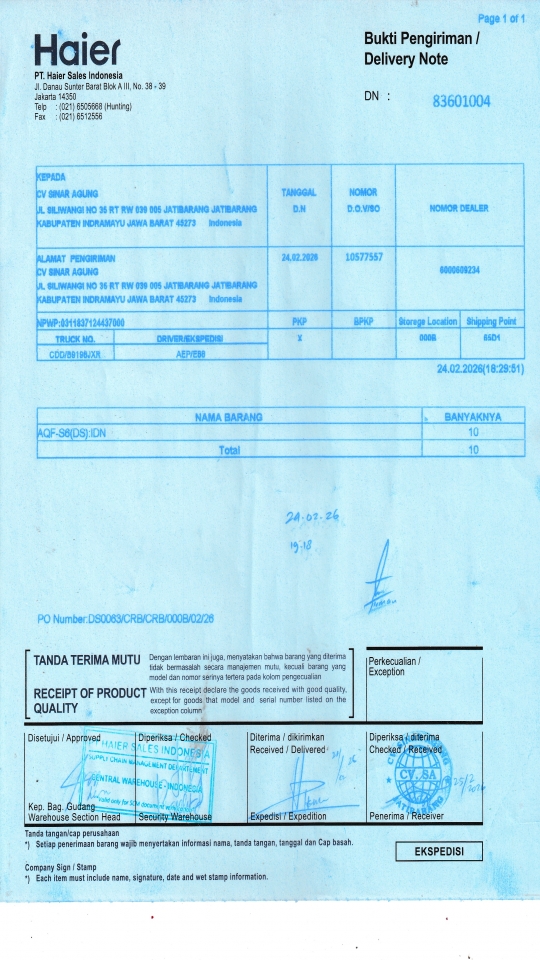 Page 1 of 1
Haier
Bukti Pengiriman /
Delivery Note
PT. Haier Sales Indonesia
Jl. Danau Sunter Barat Blok A III, No. 38 - 39
Jakarta 14350
Telp : (021) 6505668 (Hunting)
Fax : (021) 6512556
DN : 83601004
KEPADA
CV SINAR AGUNG
JL SILIWANGI NO 35 RT RW 039 005 JATIBARANG JATIBARANG
KABUPATEN INDRAMAYU JAWA BARAT 45273 Indonesia
TANGGAL
D.N
NOMOR
D.O.V/SO
NOMOR DEALER
ALAMAT PENGIRIMAN
CV SINAR AGUNG
JL SILIWANGI NO 35 RT RW 039 005 JATIBARANG JATIBARANG
KABUPATEN INDRAMAYU JAWA BARAT 45273 Indonesia
24.02.2026
10577557
6000609234
NPWP:0311837124437000
PKP
BPKP
Storage Location
Shipping Point
TRUCK NO.
DRIVER/EKSPEDISI
X
000B
65D1
CDD/B9196JXR
AEP/E59
24.02.2026(18:29:51)
NAMA BARANG
BANYAKNYA
AQF-S6(DS):IDN
10
Total
10
24.02.26
19.18
PO Number:DS0063/CRB/CRB/000B/02/26
TANDA TERIMA MUTU
Dengan lembaran ini juga, menyatakan bahwa barang yang diterima
tidak bermasalah secara manajemen mutu, kecuali barang yang
model dan nomor serinya tertera pada kolom pengecualian
RECEIPT OF PRODUCT
QUALITY
With this receipt declare the goods received with good quality,
except for goods that model and serial number listed on the
exception column
Perkecualian /
Exception
Disetujui / Approved
Diperiksa / Checked
Diterima / dikirimkan
Received / Delivered
Diperiksa / diterima
Checked / Received
PT HAIER SALES INDONESIA
SUPPLY CHAIN MANAGEMENT DEPARTEMENT
CENTRAL WAREHOUSE - INDONESIA
CV. SA
JATIBARANG
Kep. Bag. Gudang
Warehouse Section Head
Security Warehouse
Expedisi / Expedition
Penerima / Receiver
Tanda tangan/cap perusahaan
*) Setiap penerimaan barang wajib menyertakan informasi nama, tanda tangan, tanggal dan Cap basah.
EKSPEDISI
Company Sign / Stamp
*) Each item must include name, signature, date and wet stamp information.